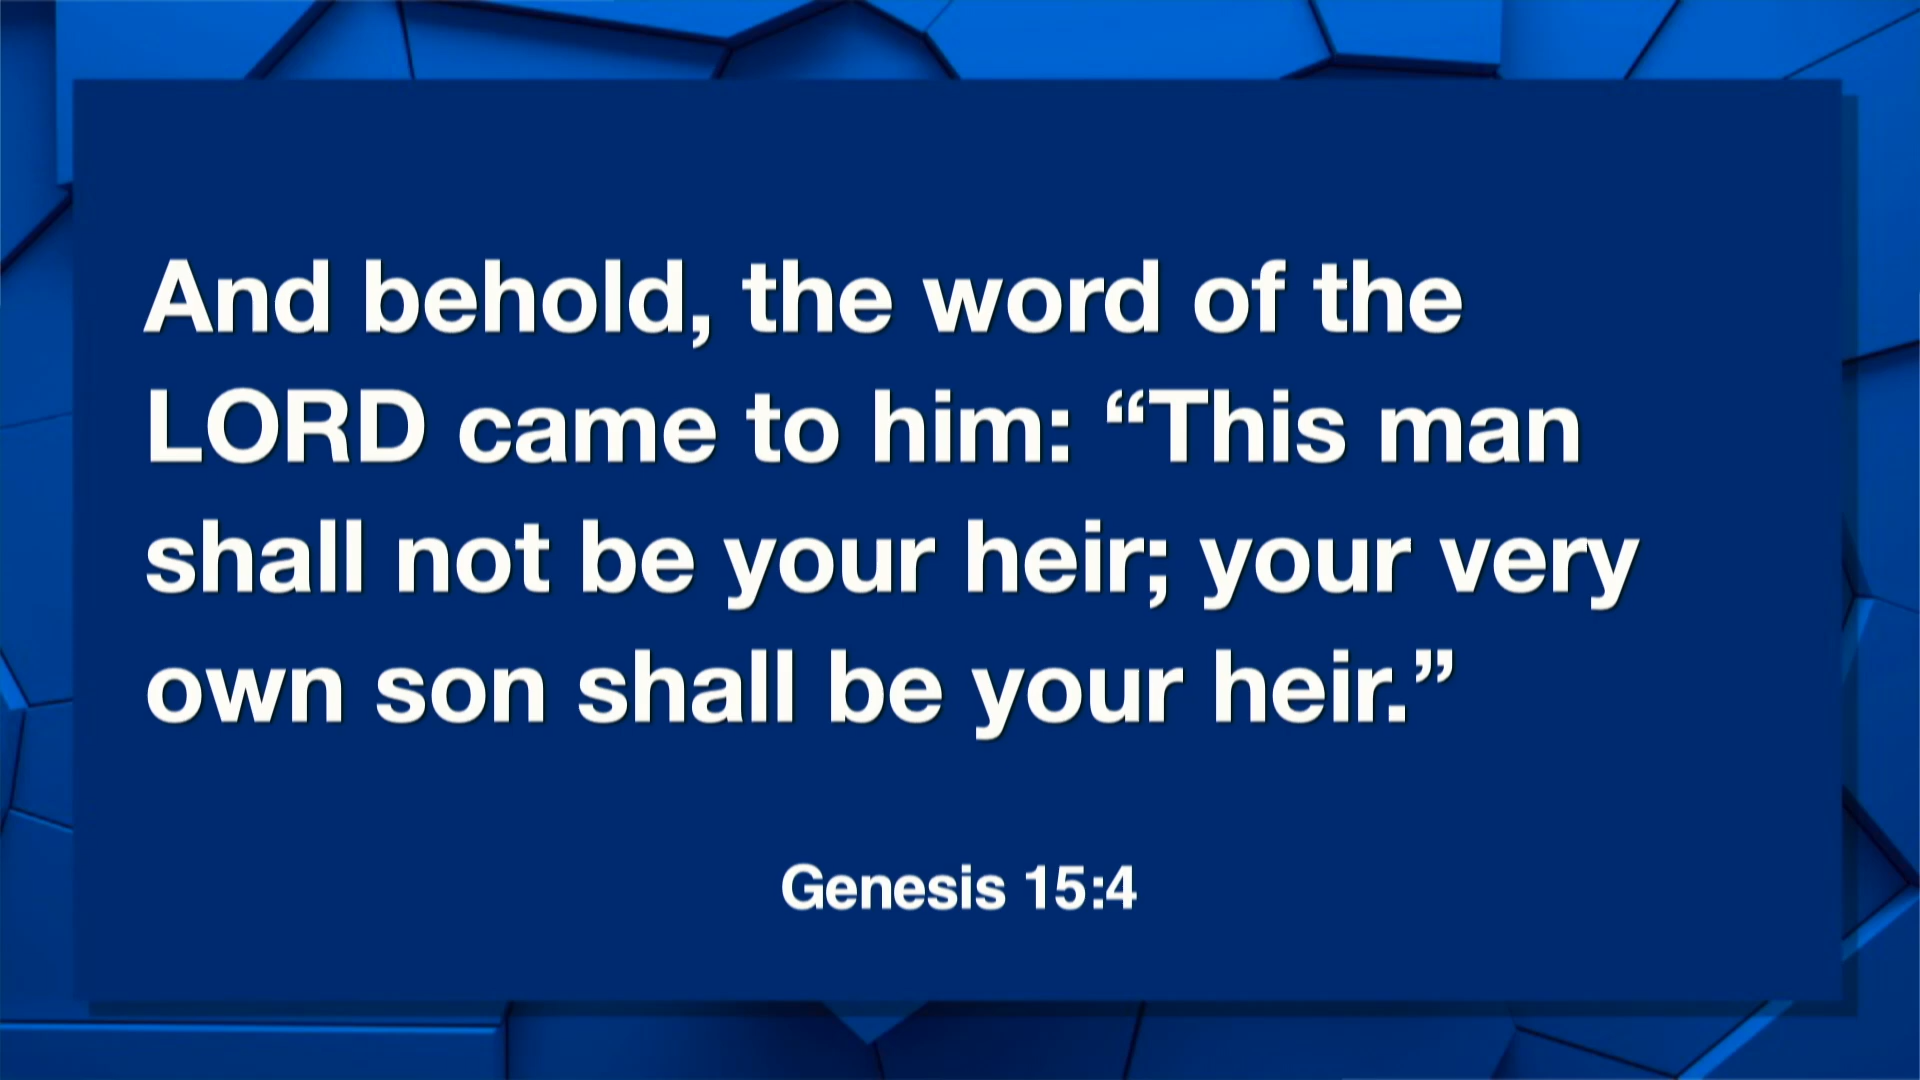 And behold, the word of the
LORD came to him: “This man
shall not be your heir; your very
own son shall be your heir.”
Genesis 15:4